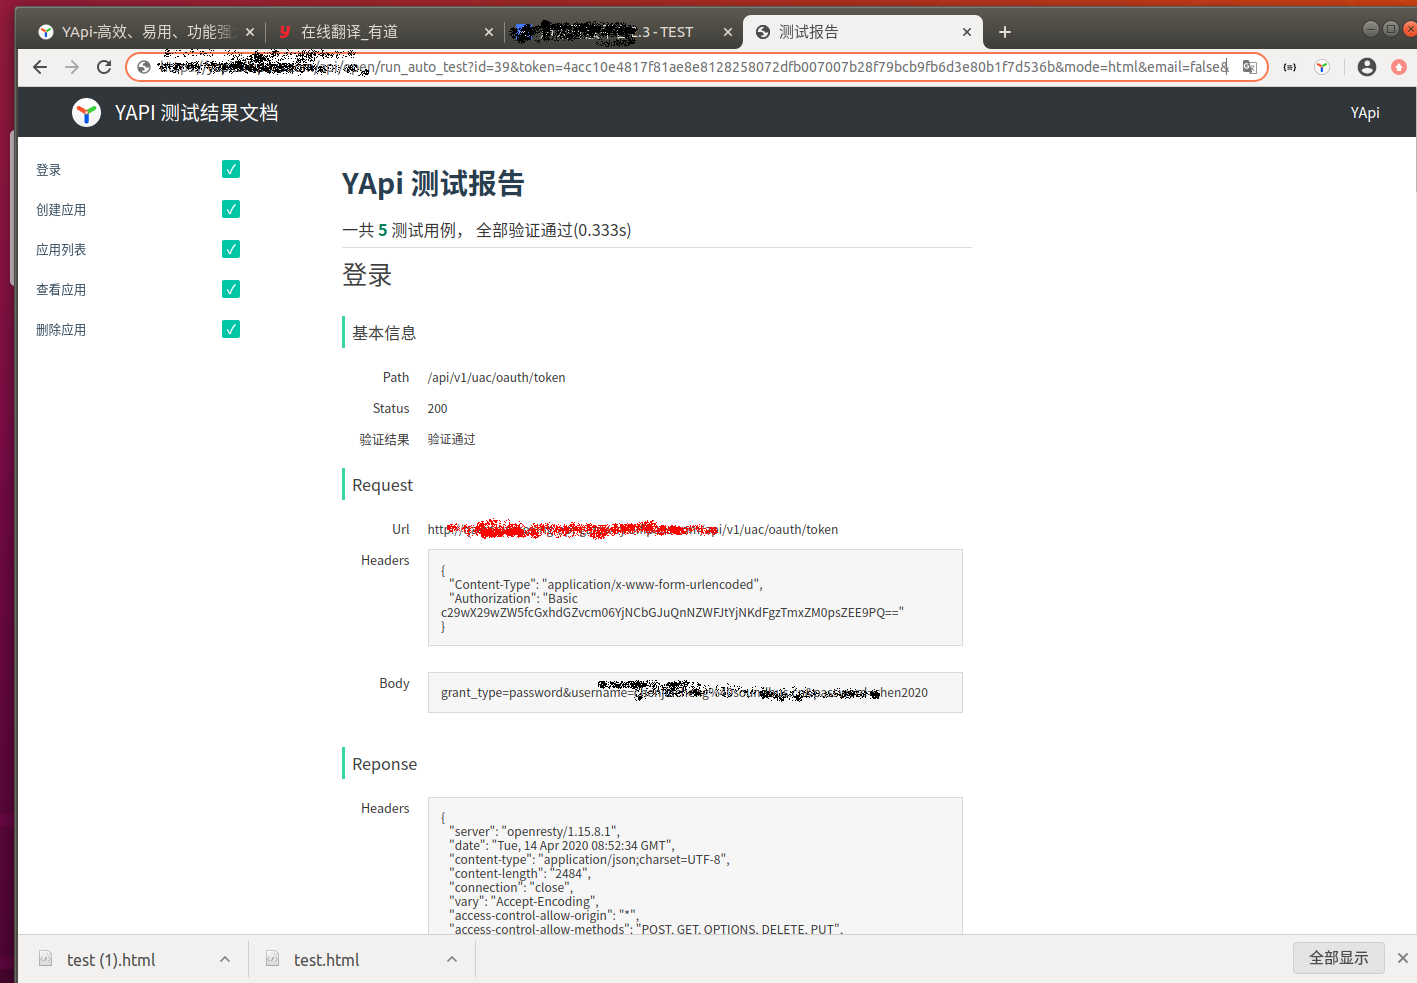 YApi-高效、易用、功能强
在线翻译_有道
2.3 - TEST
测试报告
/run_auto_test?id=39&token=4acc10e4817f81ae8e8128258072dfb007007b28f79bcb9fb6d3e80b1f7d536b&mode=html&email=false&
YAPI 测试结果文档
YApi
登录
创建应用
应用列表
查看应用
删除应用
YApi 测试报告
一共 5 测试用例， 全部验证通过(0.333s)
登录
基本信息
Path /api/v1/uac/oauth/token
Status 200
验证结果 验证通过
Request
Url http:/ /v1/uac/oauth/token
Headers
{
"Content-Type": "application/x-www-form-urlencoded",
"Authorization": "Basic
c29wX29wZW5fcGxhdGZvcm06YjNCbGJuQnNZWFJtYjNKdFgzTmxZM0psZEE9PQ=="
}
Body
grant_type=password&username=
Reponse
Headers
{
"server": "openresty/1.15.8.1",
"date": "Tue, 14 Apr 2020 08:52:34 GMT",
"content-type": "application/json;charset=UTF-8",
"content-length": "2484",
"connection": "close",
"vary": "Accept-Encoding",
"access-control-allow-origin": "*",
"access-control-allow-methods": "POST, GET, OPTIONS, DELETE, PUT",
test (1).html
test.html
全部显示